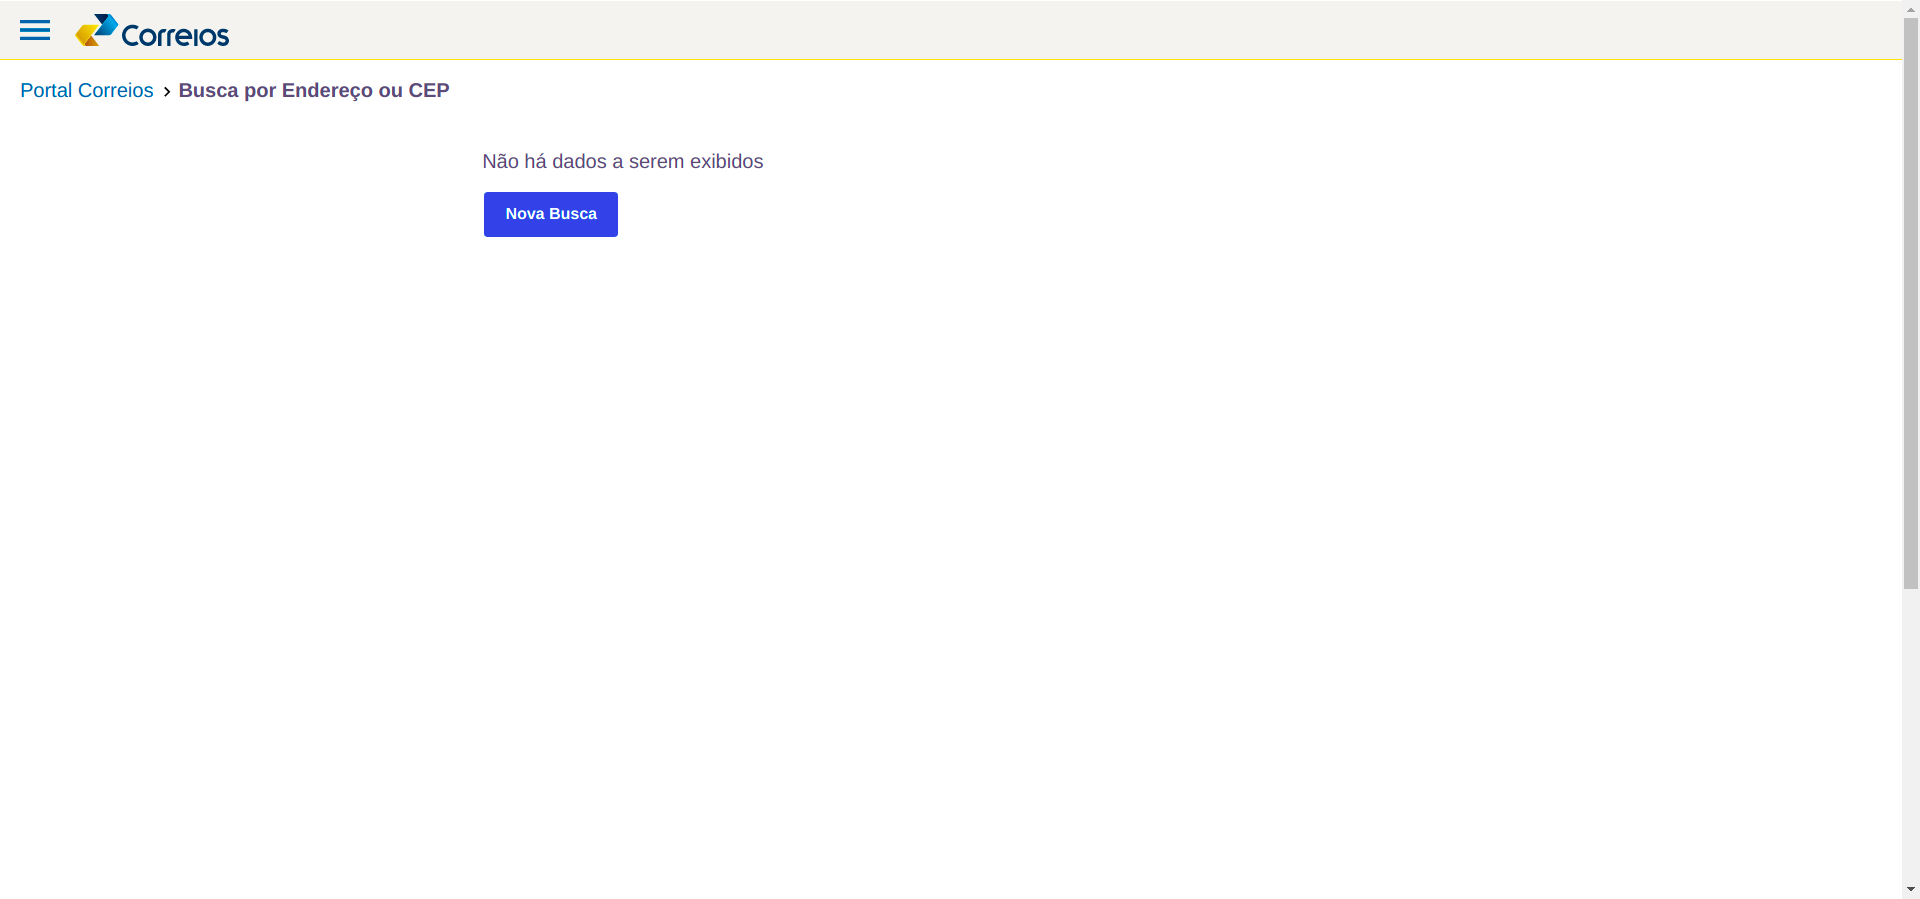 Correios
Portal Correios › Busca por Endereço ou CEP
Não há dados a serem exibidos
Nova Busca